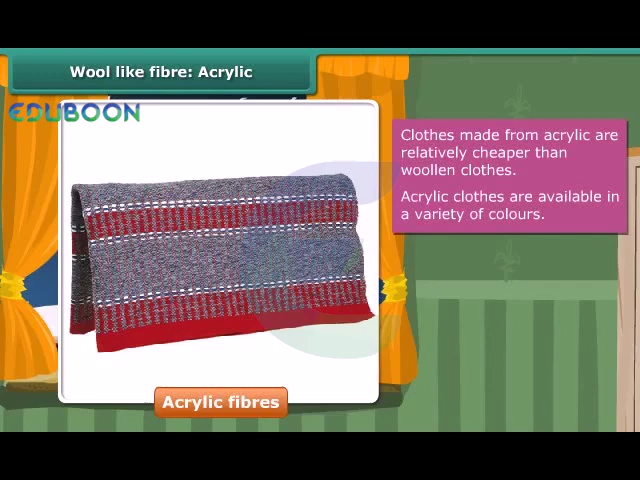 Wool like fibre: Acrylic
EDUBOON
Clothes made from acrylic are
relatively cheaper than
woollen clothes.
Acrylic clothes are available in
a variety of colours.
Acrylic fibres